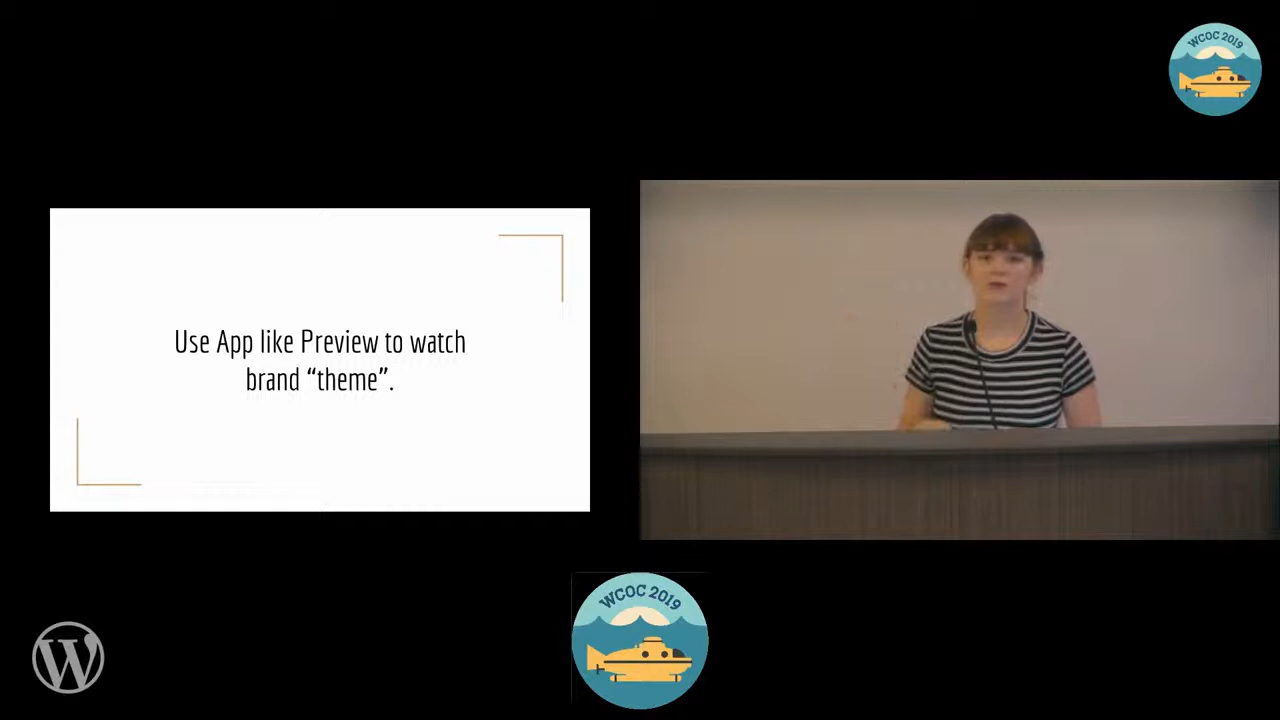 WCOC 2019
Use App like Preview to watch
brand “theme”.
WCOC 2019
W